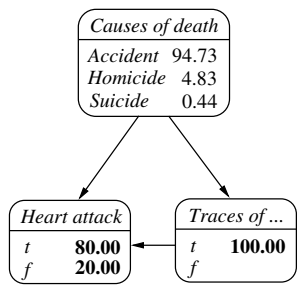 Causes of death
Accident 94.73
Homicide 4.83
Suicide 0.44
Heart attack
t 80.00
f 20.00
Traces of ...
t 100.00
f